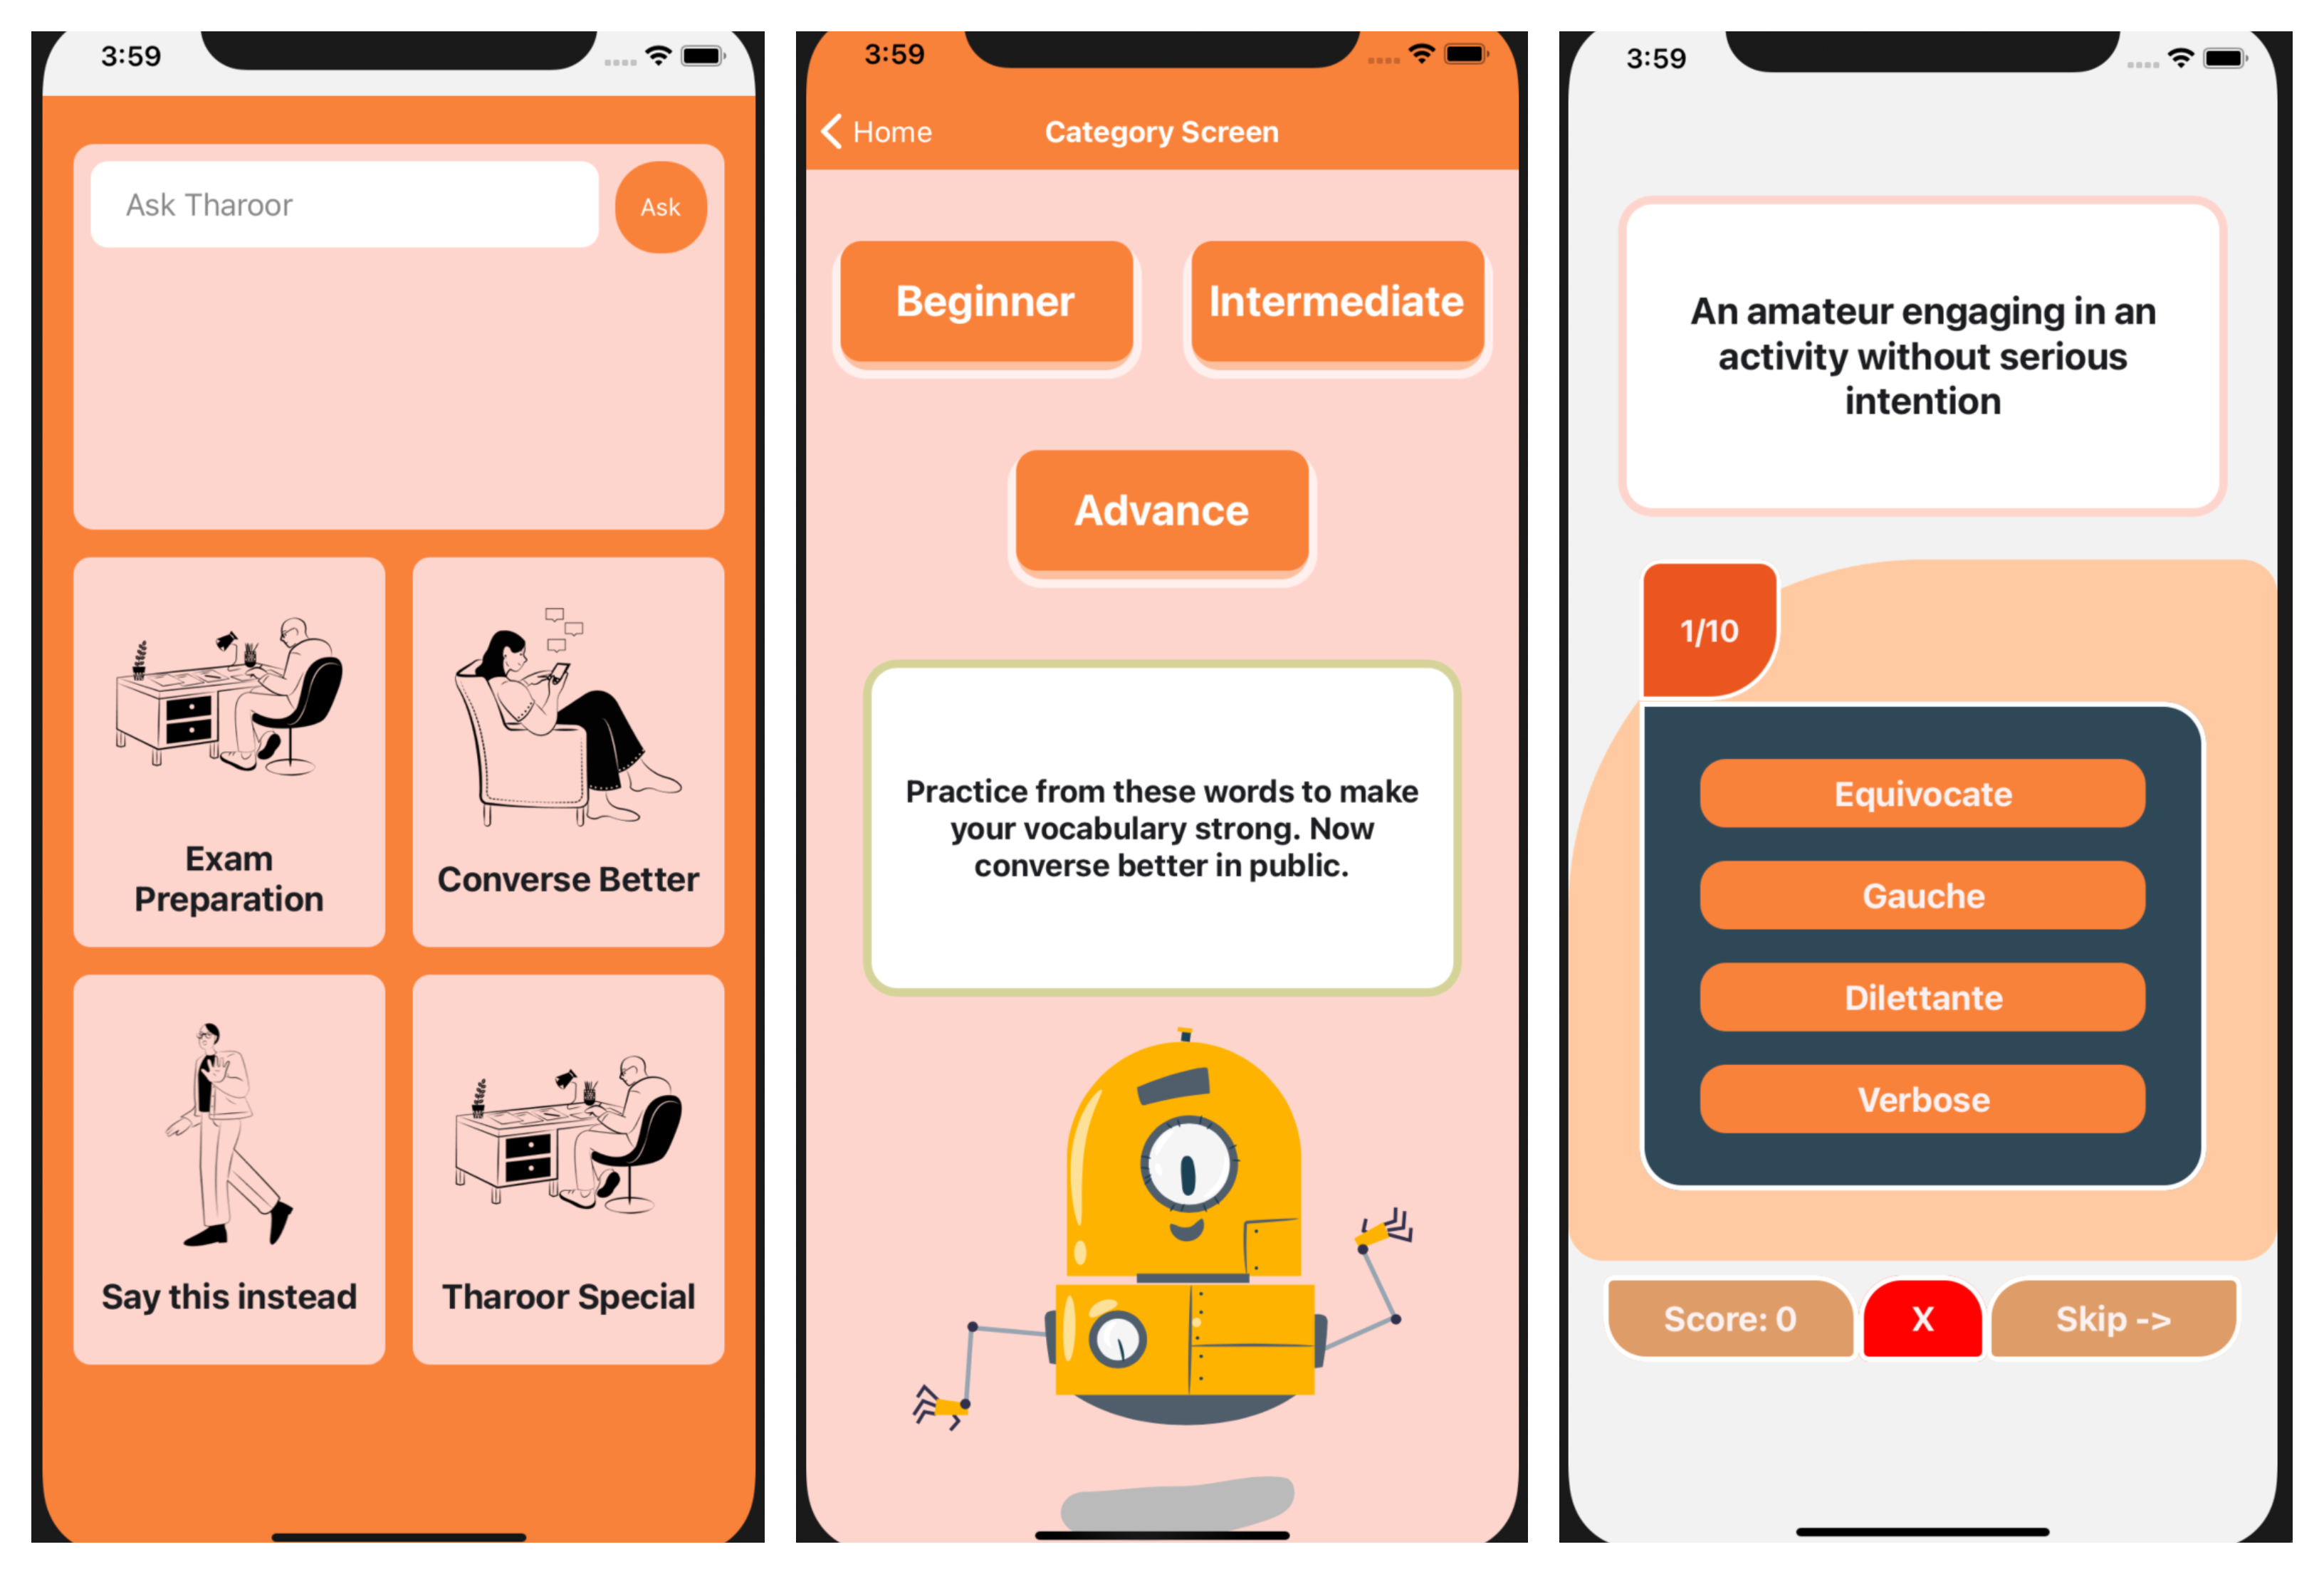 3:59
Ask Tharoor
Ask
Exam
Preparation
Converse Better
Say this instead
Tharoor Special
3:59
Home
Category Screen
Beginner
Intermediate
Advance
Practice from these words to make
your vocabulary strong. Now
converse better in public.
3:59
An amateur engaging in an
activity without serious
intention
1/10
Equivocate
Gauche
Dilettante
Verbose
Score: 0
X
Skip ->